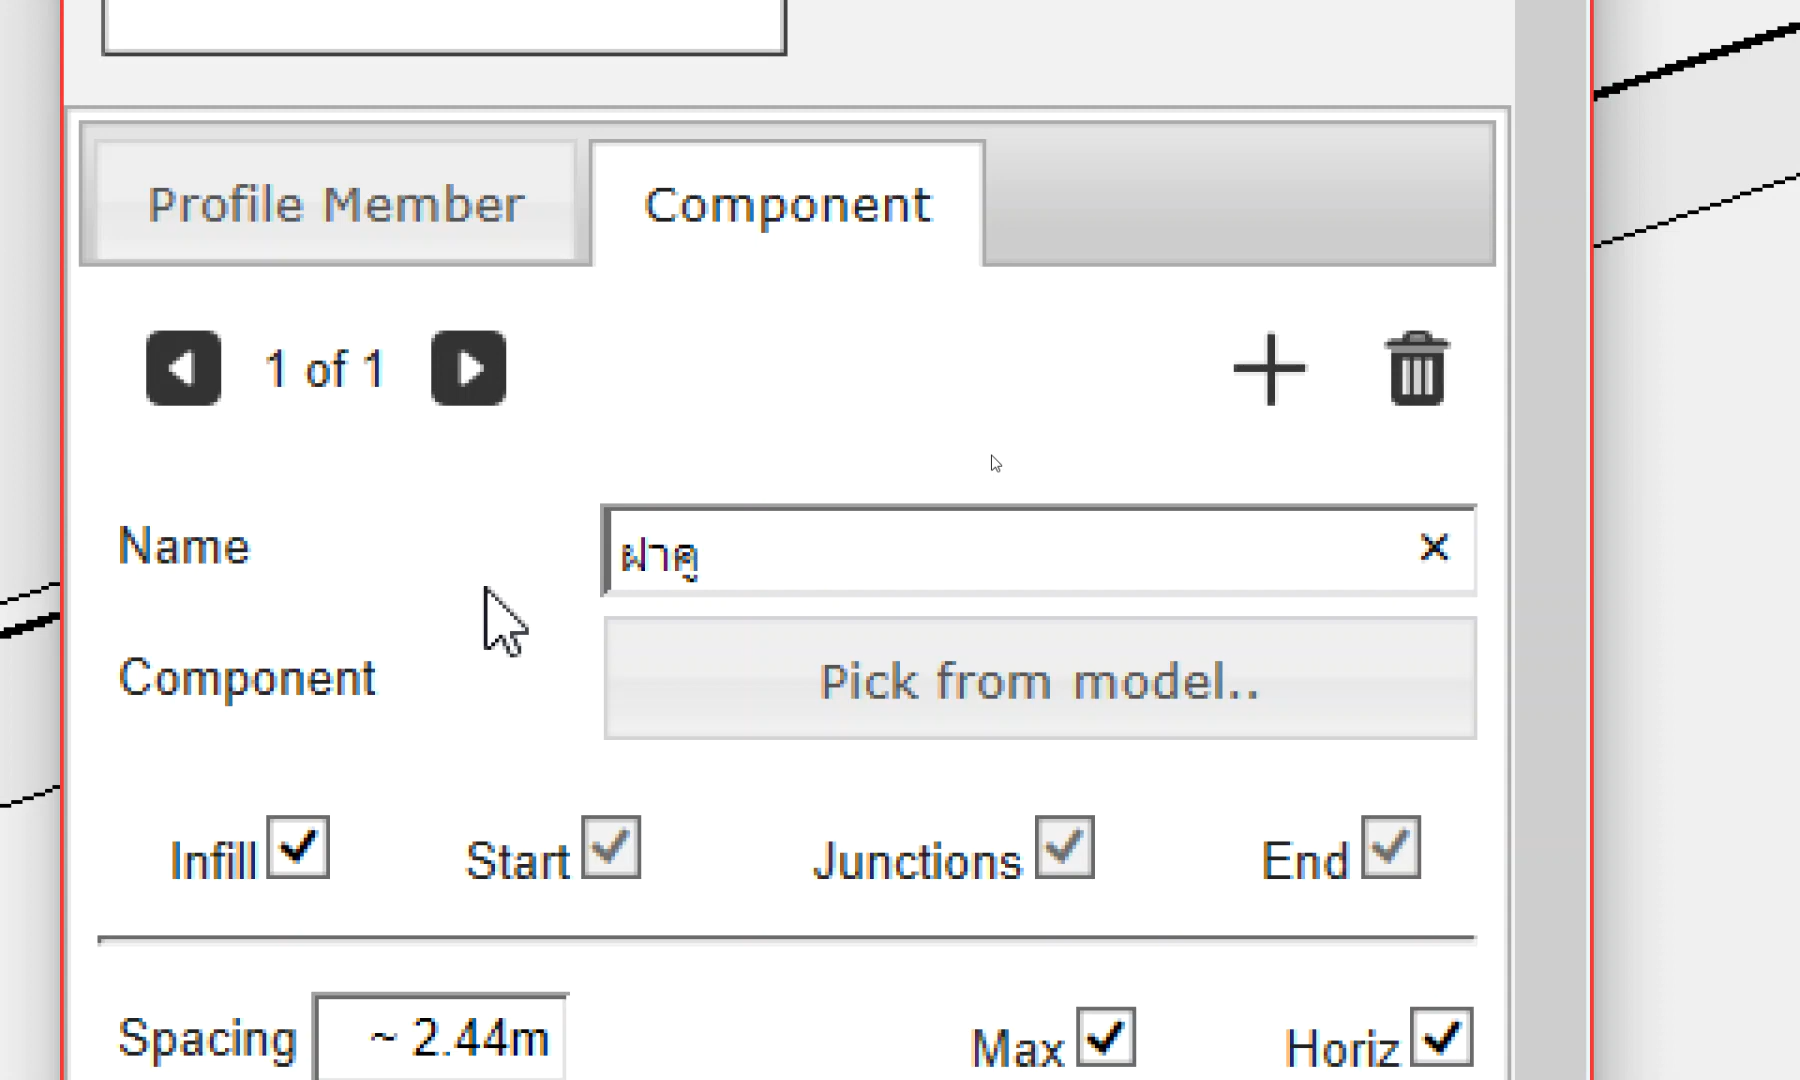 Profile Member Component
1 of 1
Name ฝาคู
Component Pick from model..
Infill Start Junctions End
Spacing ~ 2.44m Max Horiz